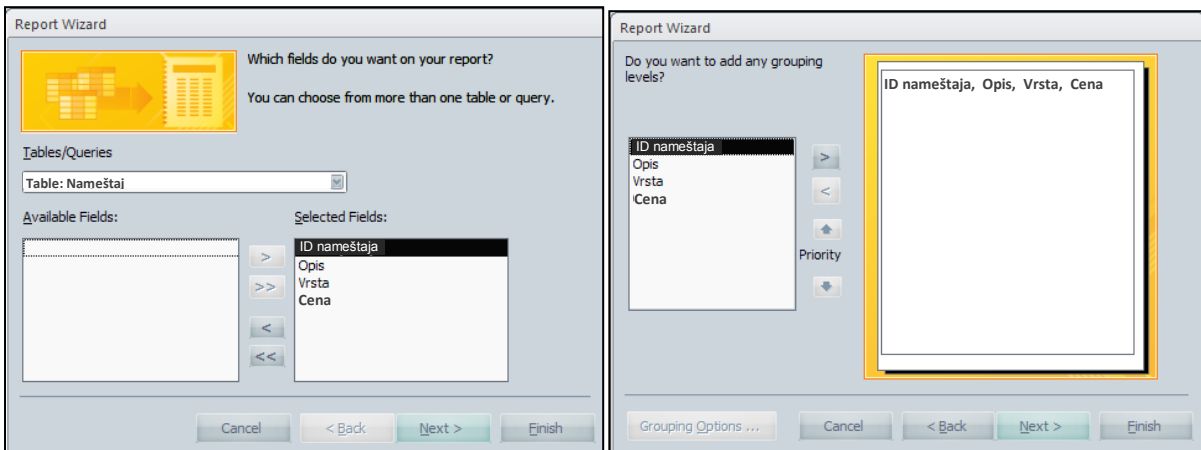 Report Wizard
Which fields do you want on your report?
You can choose from more than one table or query.
Tables/Queries
Table: Nameštaj
Available Fields:
Selected Fields:
>
>>
<
<<
ID nameštaja
Opis
Vrsta
Cena
Cancel
< Back
Next >
Finish
Report Wizard
Do you want to add any grouping
levels?
ID nameštaja
Opis
Vrsta
Cena
>
<
Priority
ID nameštaja, Opis, Vrsta, Cena
Grouping Options ...
Cancel
< Back
Next >
Finish